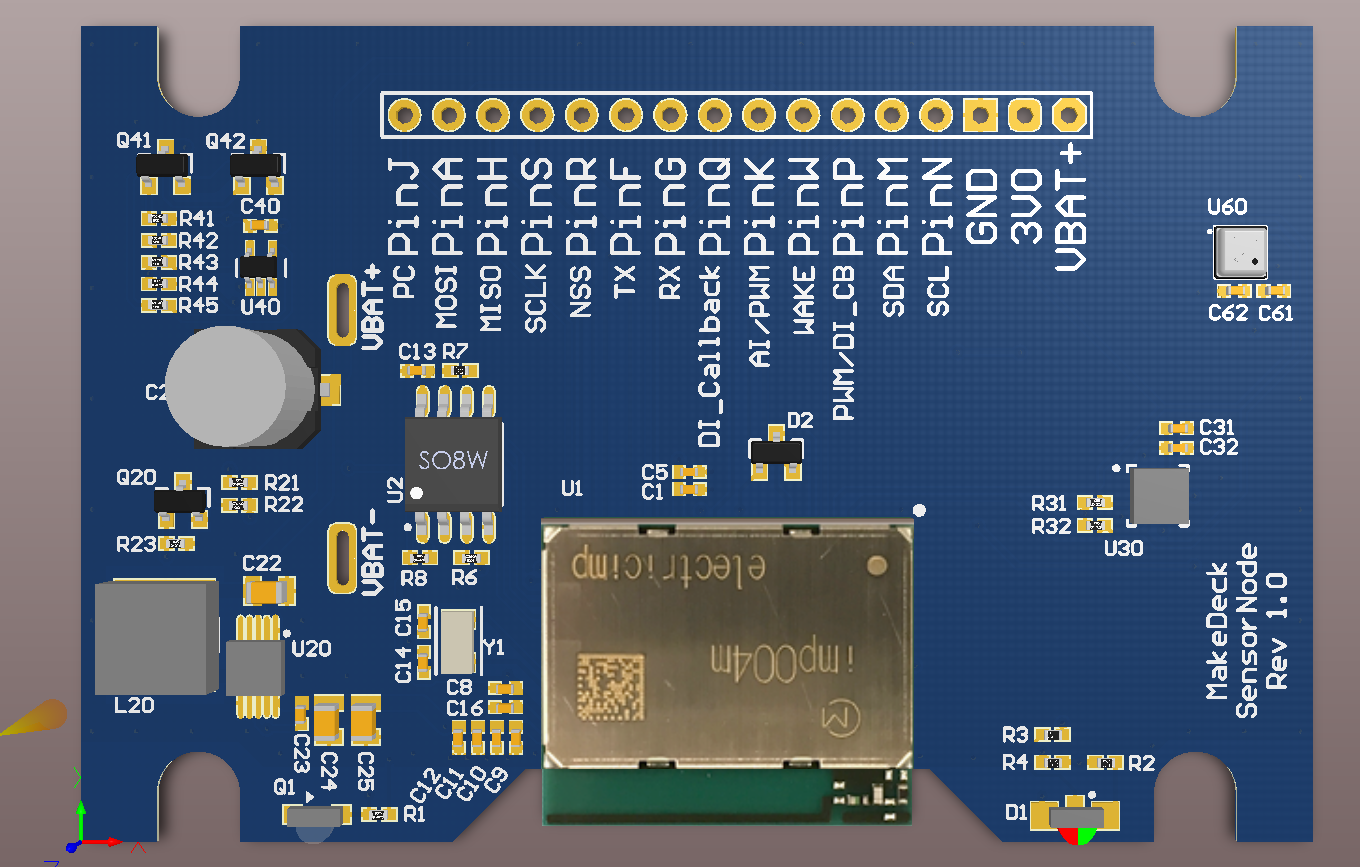 Q41
Q42
C40
R41
R42
R43
R44
R45
U40
VBAT+
PC PinJ
MOSI PinA
MISO PinH
SCLK PinS
NSS PinR
TX PinF
RX PinG
DI_Callback PinQ
AI/PWM PinK
WAKE PinW
PWM/DI_CB PinP
SDA PinM
SCL PinN
GND
3V0
VBAT+
U60
C62 C61
C13 R7
D2
C31
C32
SO8W
U2
C5
C1
U1
Q20
R21
R22
R23
VBAT-
R31
R32
U30
C22
R8 R6
electricimp
imp004m
MakeDeck
Sensor Node
Rev 1.0
C15
C14
Y1
U20
L20
C8
C16
C23
C24
C25
C12
C11
C10
C9
Q1
R1
R3
R4
R2
D1
X